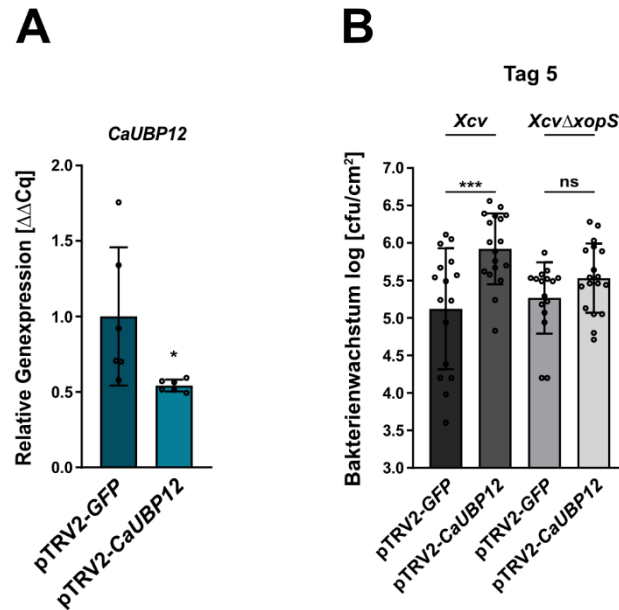 A
CaUBP12
Relative Genexpression [ΔΔCq]
2.0
1.5
1.0
0.5
0.0
*
pTRV2-GFP
pTRV2-CaUBP12
B
Tag 5
Xcv
XcvΔxopS
Bakterienwachstum log [cfu/cm²]
7.0
6.5
6.0
5.5
5.0
4.5
4.0
3.5
3.0
***
ns
pTRV2-GFP
pTRV2-CaUBP12
pTRV2-GFP
pTRV2-CaUBP12